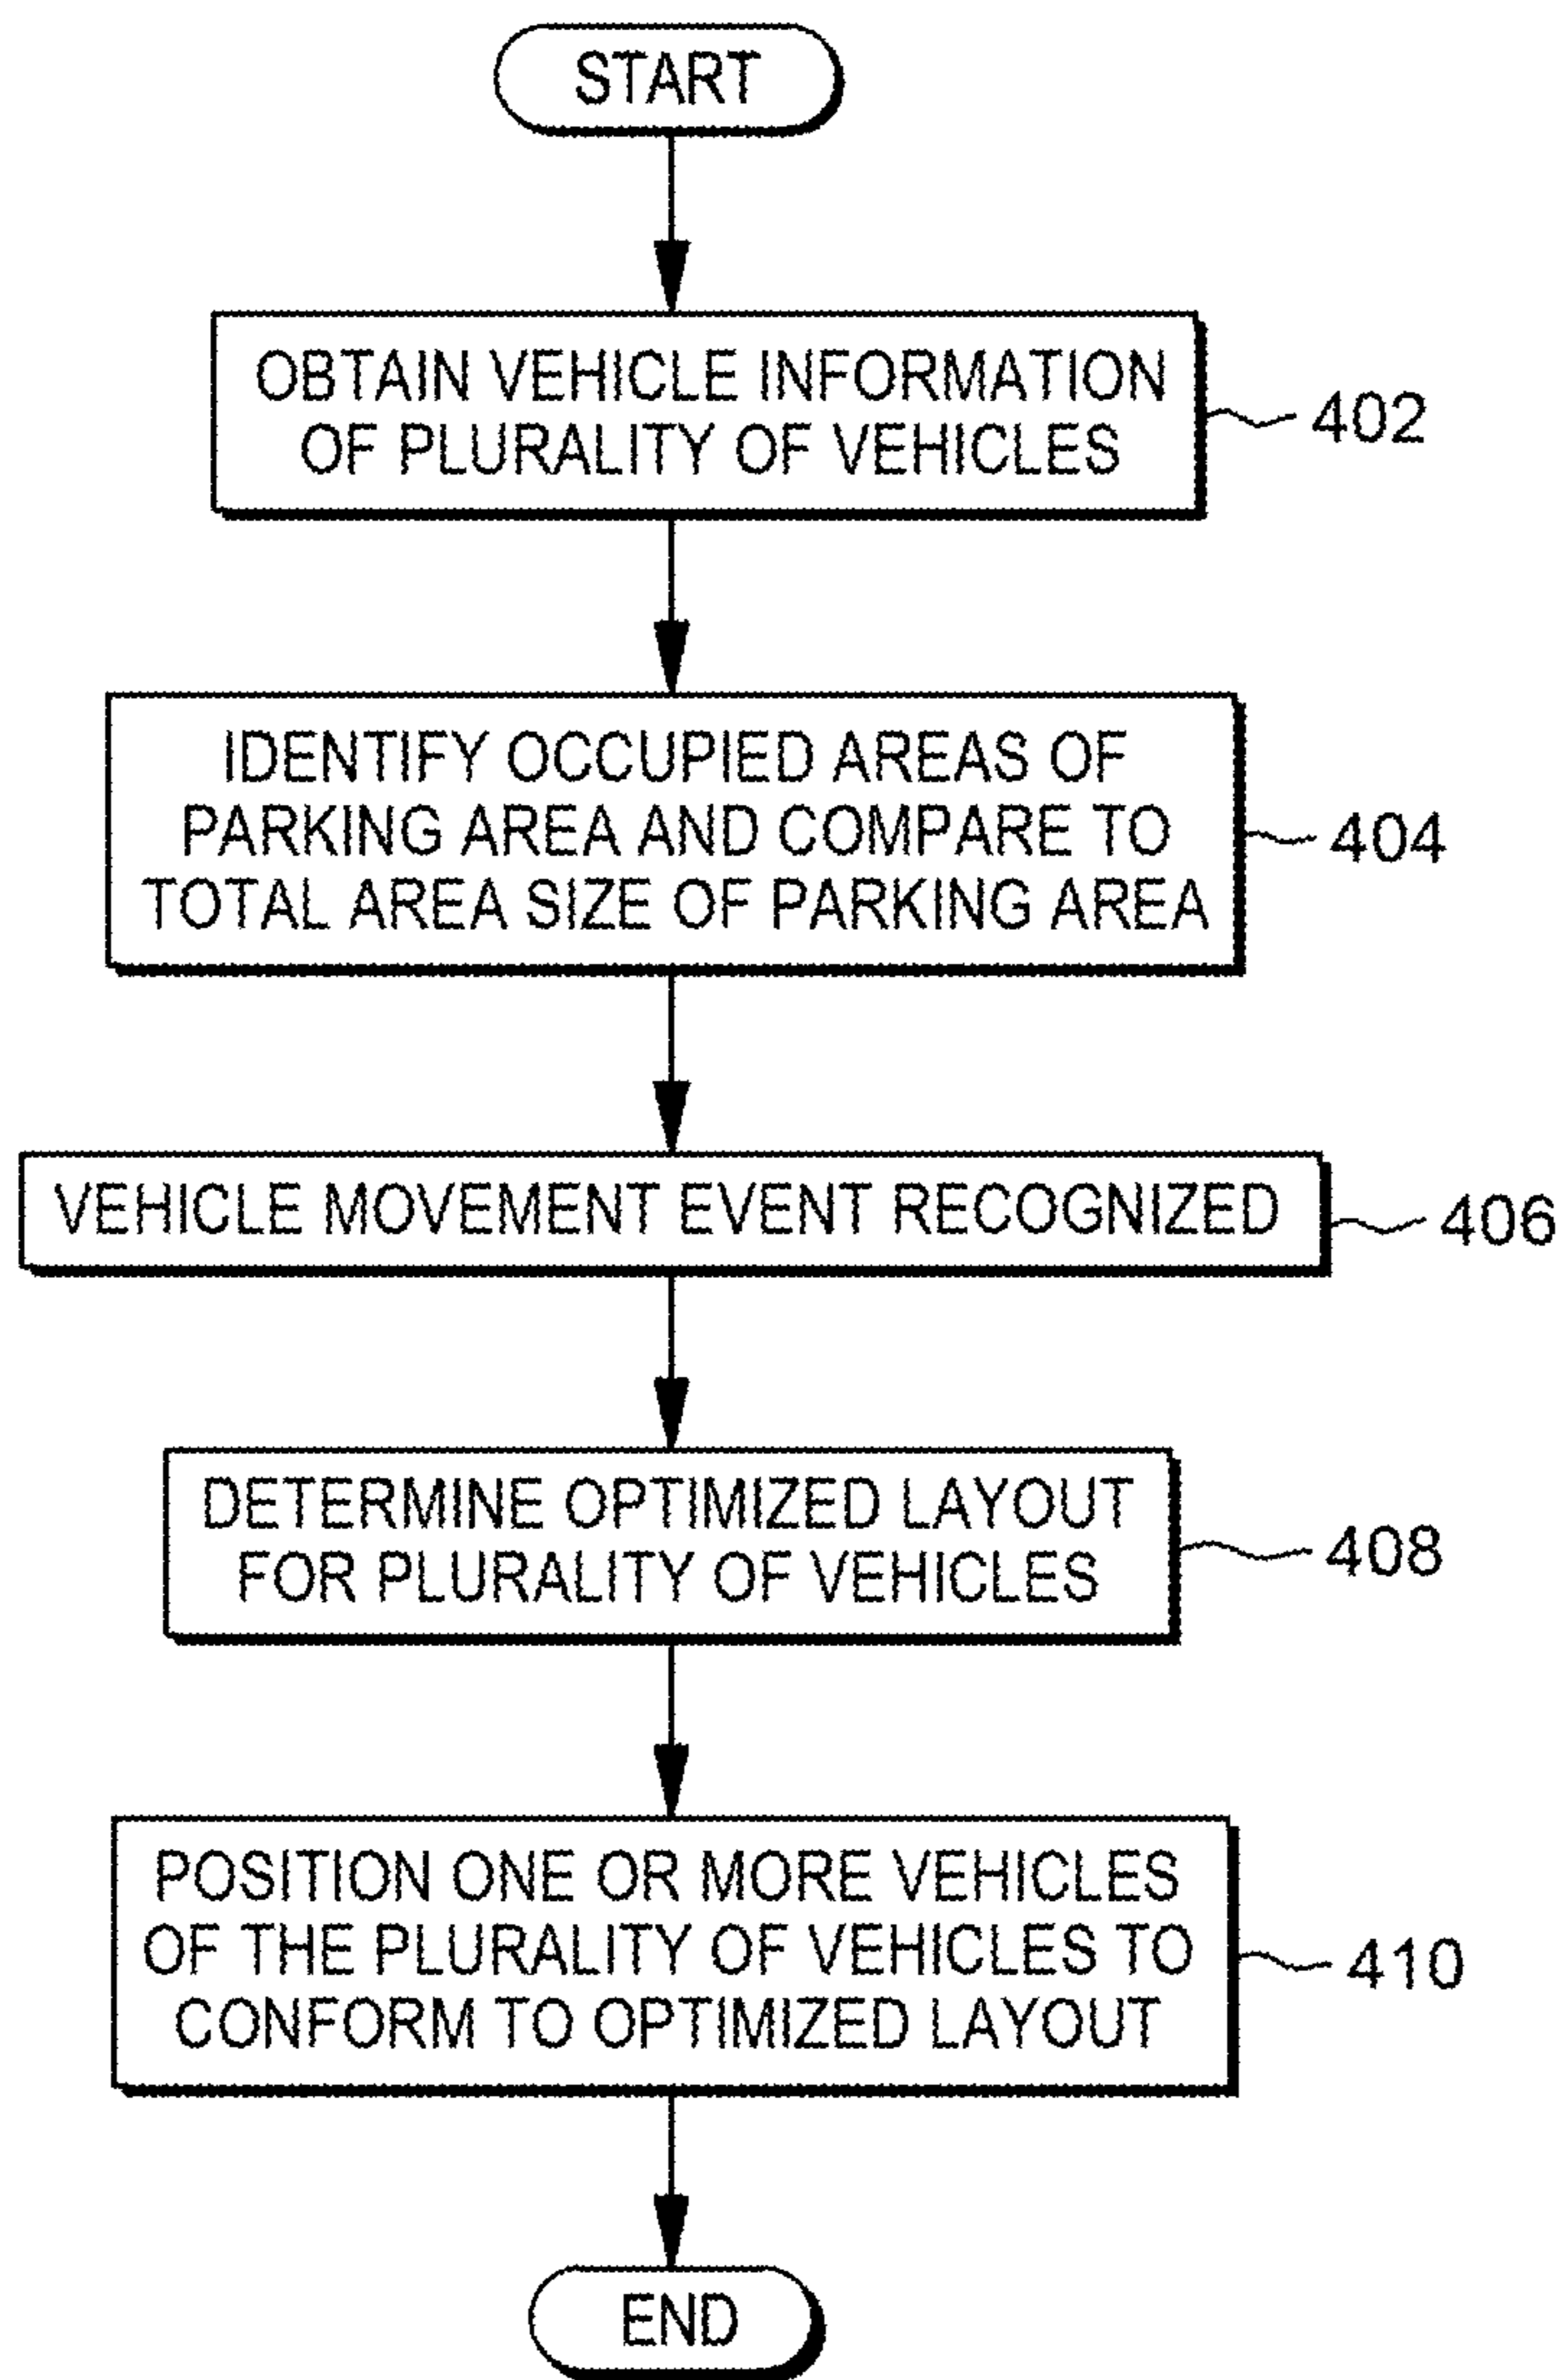 START
OBTAIN VEHICLE INFORMATION
OF PLURALITY OF VEHICLES
402
IDENTIFY OCCUPIED AREAS OF
PARKING AREA AND COMPARE TO
TOTAL AREA SIZE OF PARKING AREA
404
VEHICLE MOVEMENT EVENT RECOGNIZED
406
DETERMINE OPTIMIZED LAYOUT
FOR PLURALITY OF VEHICLES
408
POSITION ONE OR MORE VEHICLES
OF THE PLURALITY OF VEHICLES TO
CONFORM TO OPTIMIZED LAYOUT
410
END